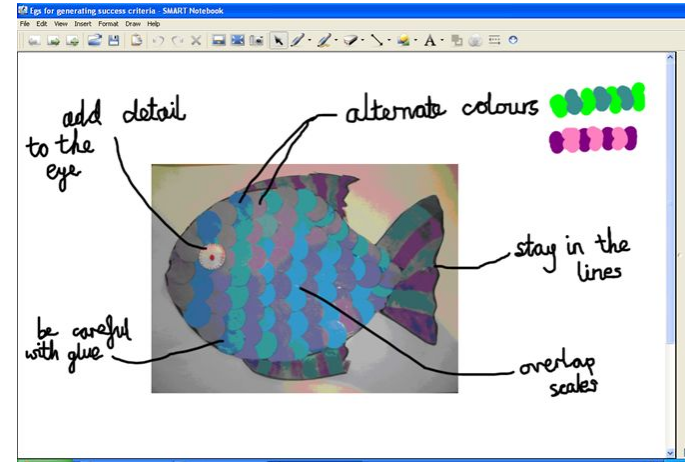 Egs for generating success criteria - SMART Notebook
File Edit View Insert Format Draw Help
A
add detail
to the
eye
alternate colours
stay in the
lines
be careful
with glue
overlap
scales